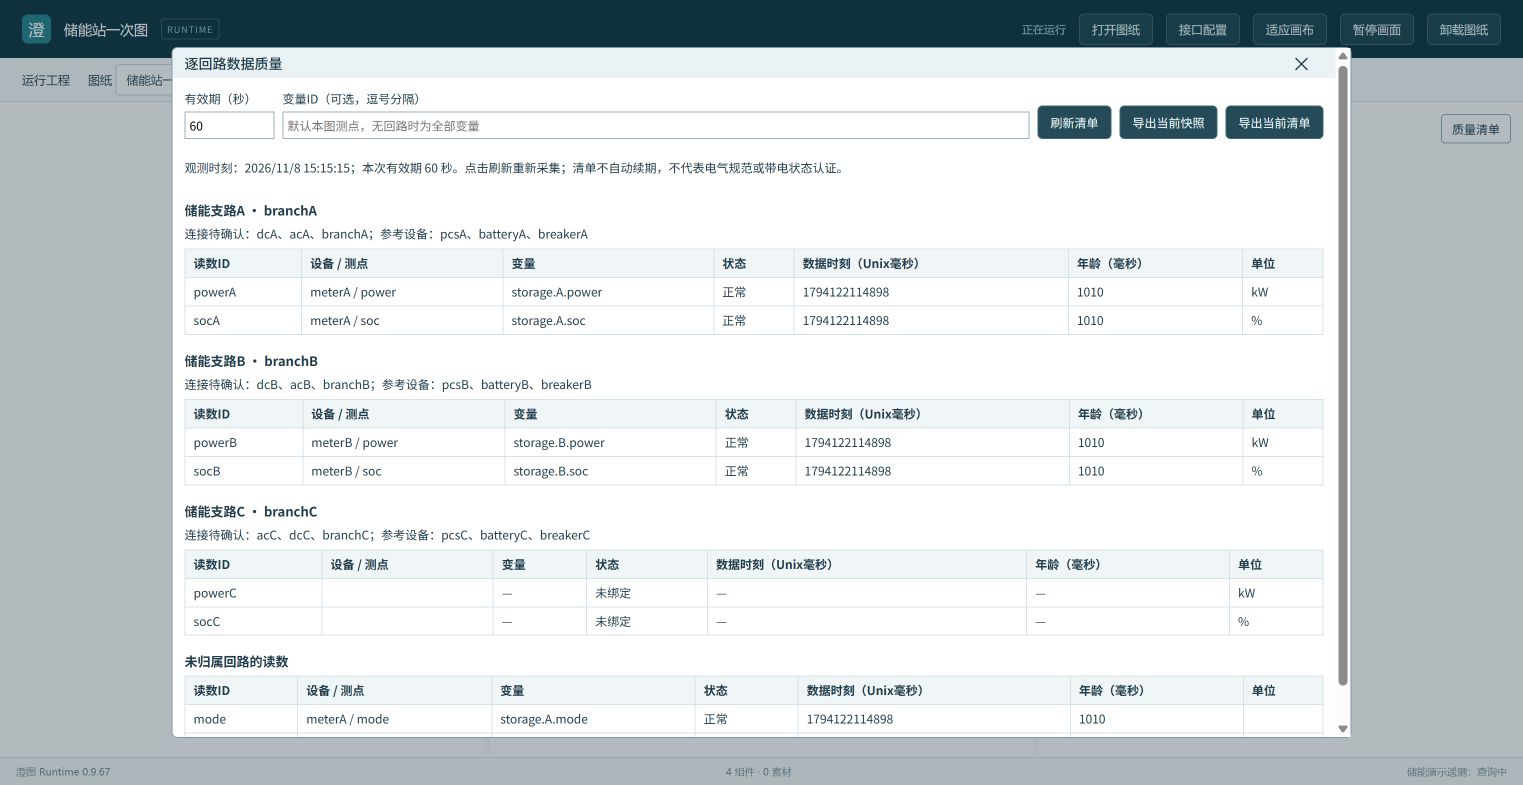 澄 储能站一次图 RUNTIME 正在运行 打开图纸 接口配置 适应画布 暂停画面 卸载图纸
运行工程 图纸 储能站一
质量清单
逐回路数据质量
有效期（秒） 变量ID（可选，逗号分隔）
60 默认本图测点，无回路时为全部变量 刷新清单 导出当前快照 导出当前清单
观测时刻：2026/11/8 15:15:15；本次有效期 60 秒。点击刷新重新采集；清单不自动续期，不代表电气规范或带电状态认证。
储能支路A · branchA
连接待确认：dcA、acA、branchA；参考设备：pcsA、batteryA、breakerA
读数ID 设备 / 测点 变量 状态 数据时刻（Unix毫秒） 年龄（毫秒） 单位
powerA meterA / power storage.A.power 正常 1794122114898 1010 kW
socA meterA / soc storage.A.soc 正常 1794122114898 1010 %
储能支路B · branchB
连接待确认：dcB、acB、branchB；参考设备：pcsB、batteryB、breakerB
读数ID 设备 / 测点 变量 状态 数据时刻（Unix毫秒） 年龄（毫秒） 单位
powerB meterB / power storage.B.power 正常 1794122114898 1010 kW
socB meterB / soc storage.B.soc 正常 1794122114898 1010 %
储能支路C · branchC
连接待确认：acC、dcC、branchC；参考设备：pcsC、batteryC、breakerC
读数ID 设备 / 测点 变量 状态 数据时刻（Unix毫秒） 年龄（毫秒） 单位
powerC — 未绑定 — — kW
socC — 未绑定 — — %
未归属回路的读数
读数ID 设备 / 测点 变量 状态 数据时刻（Unix毫秒） 年龄（毫秒） 单位
mode meterA / mode storage.A.mode 正常 1794122114898 1010
澄图 Runtime 0.9.67 4 组件 · 0 素材 储能演示遥测：查询中